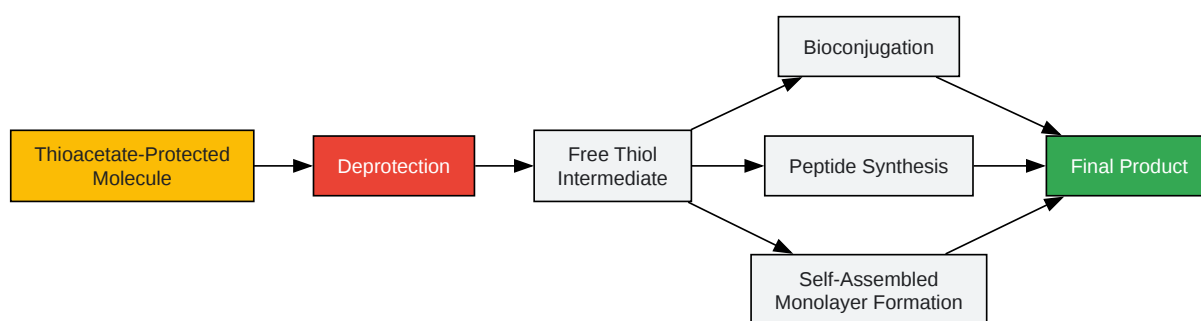 Thioacetate-Protected
Molecule
Deprotection
Free Thiol
Intermediate
Bioconjugation
Peptide Synthesis
Self-Assembled
Monolayer Formation
Final Product